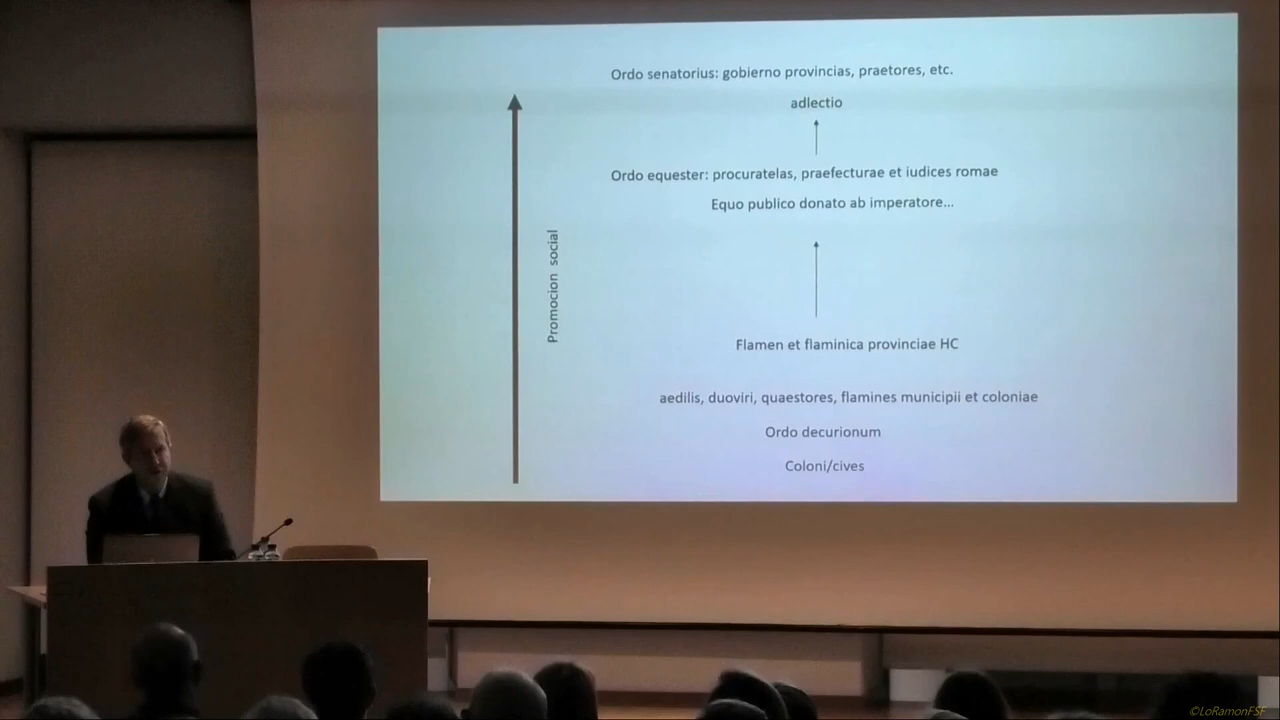 Ordo senatorius: gobierno provincias, praetores, etc.
adlectio
Ordo equester: procuratelas, praefecturae et iudices romae
Equo publico donato ab imperatore...
Promocion social
Flamen et flaminica provinciae HC
aedilis, duoviri, quaestores, flamines municipii et coloniae
Ordo decurionum
Coloni/cives
©LoRamonFSF